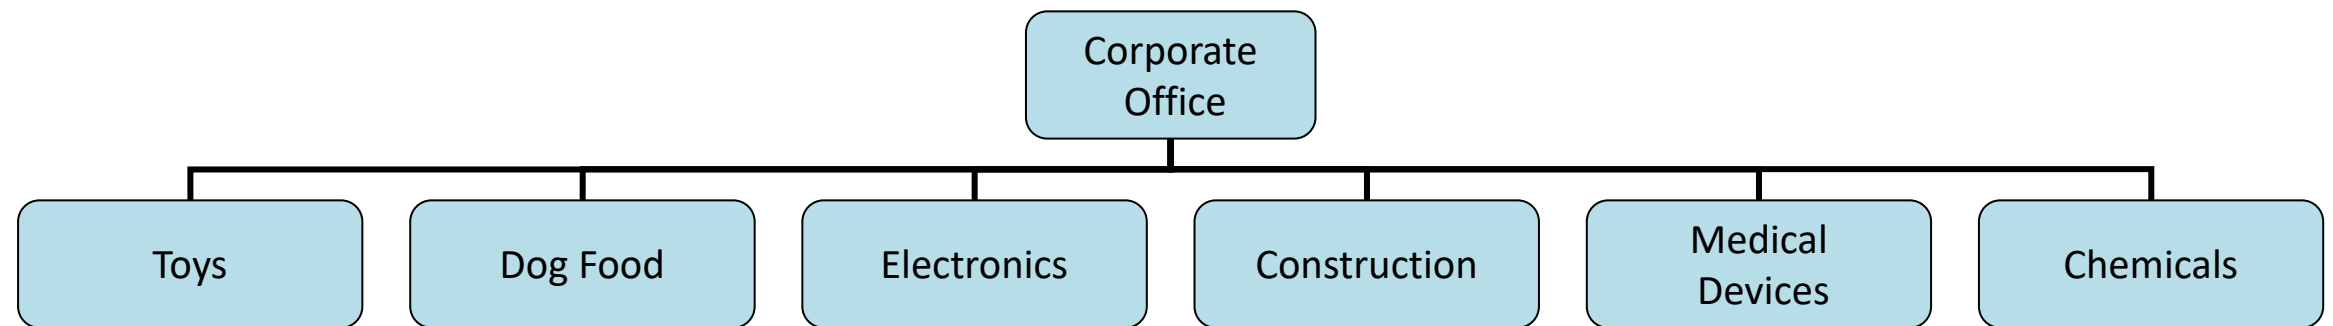 Corporate
Office
Toys
Dog Food
Electronics
Construction
Medical
Devices
Chemicals